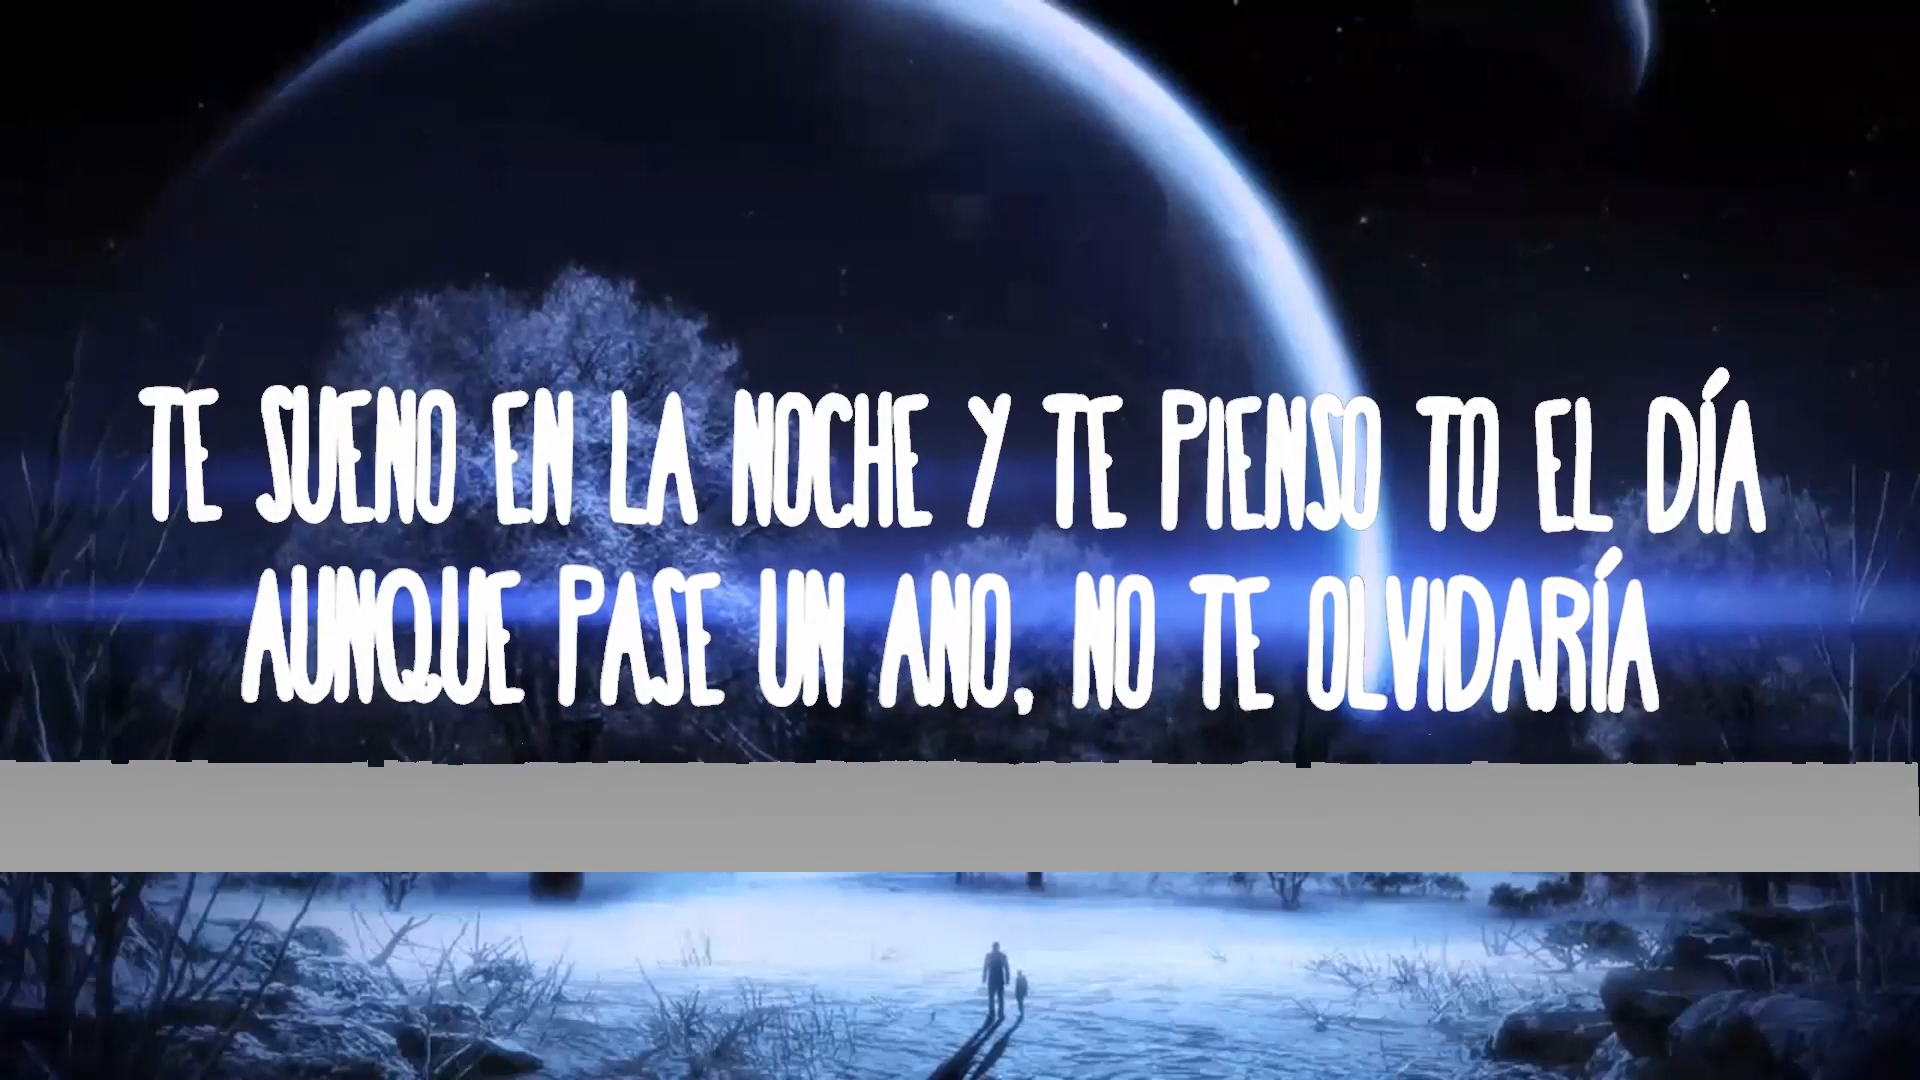 TE SUENO EN LA NOCHE Y TE PIENSO TO EL DÍA
AUNQUE PASE UN ANO, NO TE OLVIDARÍA